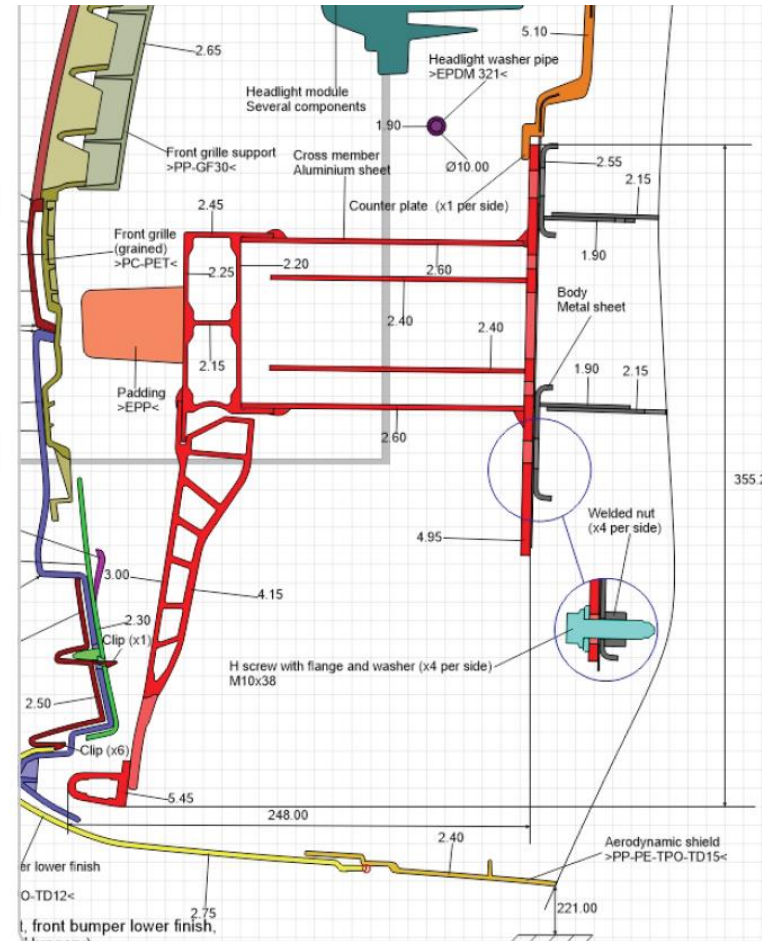 5.10
2.65
Headlight washer pipe
>EPDM 321<
Headlight module
Several components
1.90
Ø10.00
Front grille support
>PP-GF30<
Cross member
Aluminium sheet
2.55
2.15
Counter plate (x1 per side)
2.45
Front grille
(grained)
>PC-PET<
2.25
2.20
2.60
1.90
2.40
2.40
Body
Metal sheet
2.15
1.90
2.15
Padding
>EPP<
2.60
355.2
Welded nut
(x4 per side)
4.95
3.00
4.15
2.30
Clip (x1)
H screw with flange and washer (x4 per side)
M10x38
2.50
Clip (x6)
5.45
248.00
2.40
Aerodynamic shield
>PP-PE-TPO-TD15<
er lower finish
O-TD12<
2.75
221.00
t, front bumper lower finish,